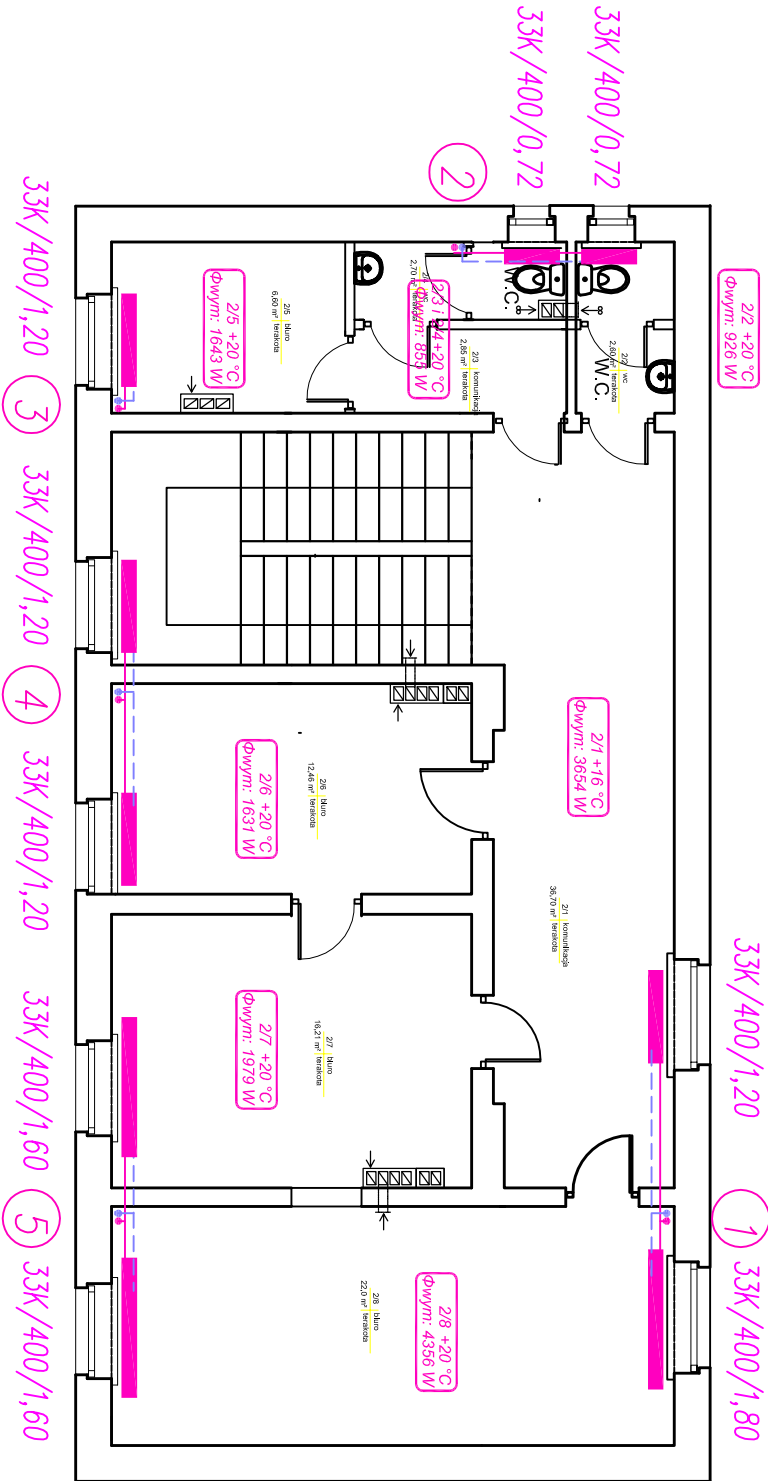 33K/400/0,72
33K/400/0,72
2
2/2 +20 °C
Φwym: 926 W
33K/400/1,20
3
33K/400/1,20
4
33K/400/1,20
33K/400/1,60
5
33K/400/1,60
33K/400/1,20
1
33K/400/1,80
2/5 +20 °C
Φwym: 1643 W
2/5 biuro
6,60 m² terakota
2/3 i 2/4 +20 °C
Φwym: 855 W
2,70 m² terakota
W.C.
2/3 komunikacja
2,85 m² terakota
2/2 wc
2,60 m² terakota
W.C.
2/1 +16 °C
Φwym: 3654 W
2/1 komunikacja
36,70 m² terakota
2/6 +20 °C
Φwym: 1631 W
2/6 biuro
12,46 m² terakota
2/7 +20 °C
Φwym: 1979 W
2/7 biuro
16,21 m² terakota
2/8 +20 °C
Φwym: 4356 W
2/8 biuro
22,0 m² terakota